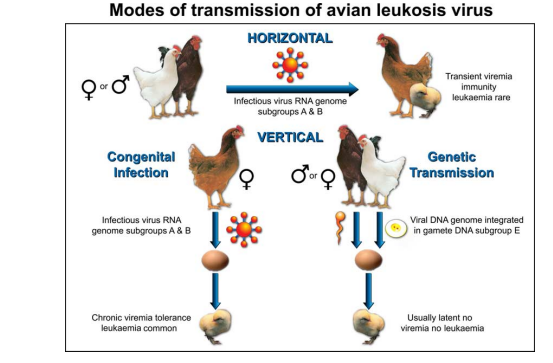 Modes of transmission of avian leukosis virus
HORIZONTAL
♀ or ♂
Infectious virus RNA genome
subgroups A & B
Transient viremia
immunity
leukaemia rare
VERTICAL
Congenital
Infection
♀
Infectious virus RNA
genome subgroups A & B
Chronic viremia tolerance
leukaemia common
♂ or ♀
Genetic
Transmission
Viral DNA genome integrated
in gamete DNA subgroup E
Usually latent no
viremia no leukaemia